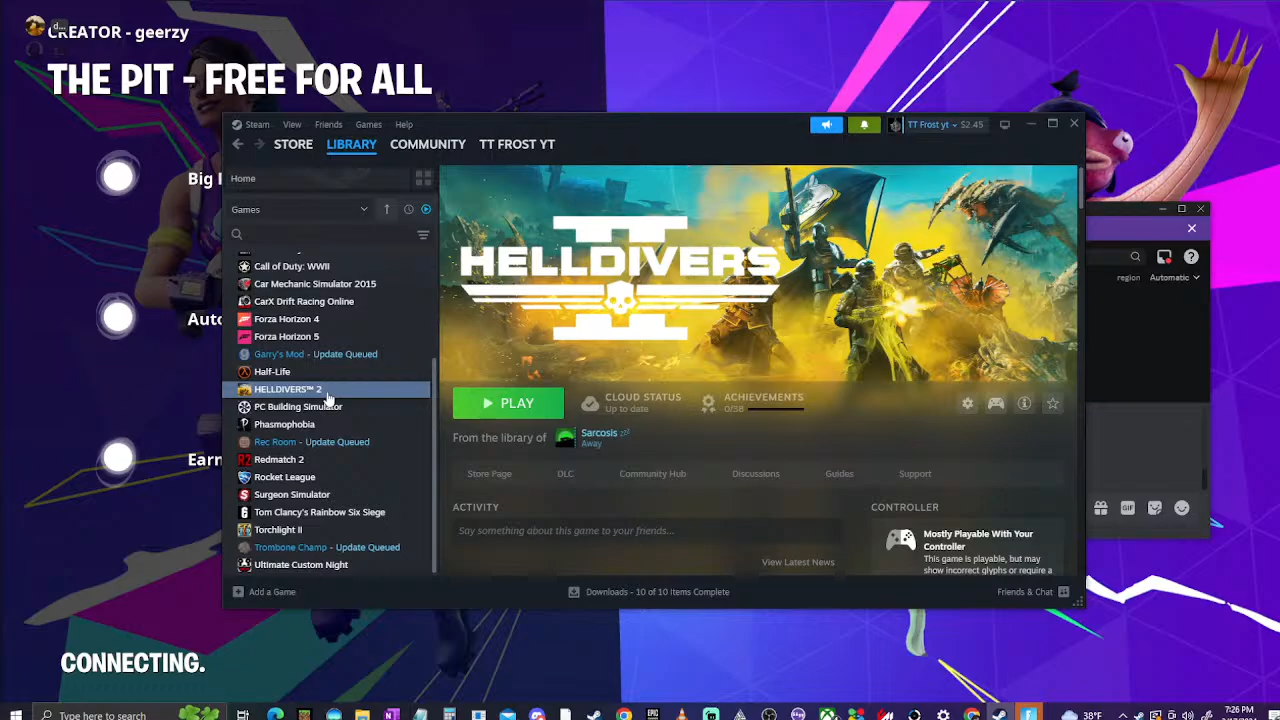 CREATOR - geerzy
THE PIT - FREE FOR ALL
Steam View Friends Games Help
TT Frost yt $2.45
STORE LIBRARY COMMUNITY TT FROST YT
Home
Games
Call of Duty: WWII
Car Mechanic Simulator 2015
CarX Drift Racing Online
Forza Horizon 4
Forza Horizon 5
Garry's Mod - Update Queued
Half-Life
HELLDIVERS™ 2
PC Building Simulator
Phasmophobia
Rec Room - Update Queued
Redmatch 2
Rocket League
Surgeon Simulator
Tom Clancy's Rainbow Six Siege
Torchlight II
Trombone Champ - Update Queued
Ultimate Custom Night
Add a Game
HELLDIVERS
II
PLAY
CLOUD STATUS
Up to date
ACHIEVEMENTS
0/38
From the library of
Sarcosis
Away
Store Page DLC Community Hub Discussions Guides Support
ACTIVITY
Say something about this game to your friends...
View Latest News
CONTROLLER
Mostly Playable With Your
Controller
This game is playable, but may
show incorrect glyphs or require a
Downloads - 10 of 10 Items Complete
Friends & Chat
region Automatic
GIF
Big
Auto
Earn
CONNECTING.
Type here to search
38°F
7:26 PM